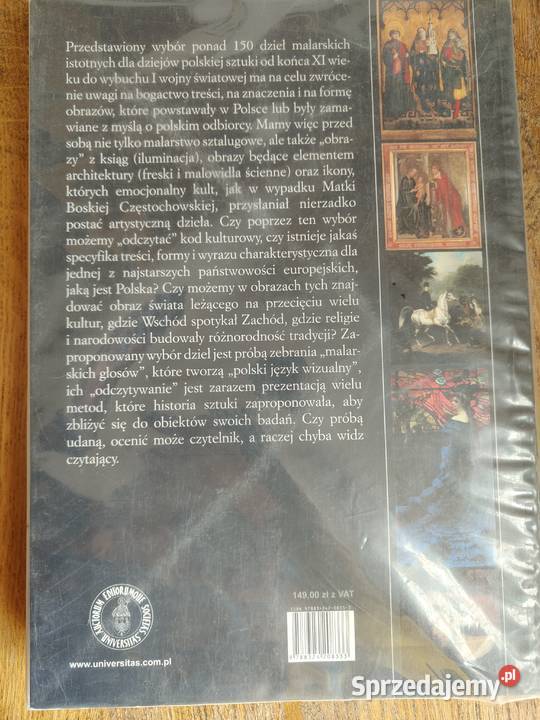 Przedstawiony wybór ponad 150 dzieł malarskich
istotnych dla dziejów polskiej sztuki od końca XI wie-
ku do wybuchu I wojny światowej ma na celu zwróce-
nie uwagi na bogactwo treści, na znaczenia i na formę
obrazów, które powstawały w Polsce lub były zama-
wiane z myślą o polskim odbiorcy. Mamy więc przed
sobą nie tylko malarstwo sztalugowe, ale także „obra-
zy” z ksiąg (iluminacja), obrazy będące elementem
architektury (freski i malowidła ścienne) oraz ikony,
których emocjonalny kult, jak w wypadku Matki
Boskiej Częstochowskiej, przysłaniał nierzadko
postać artystyczną dzieła. Czy poprzez ten wybór
możemy „odczytać” kod kulturowy, czy istnieje jakaś
specyfika treści, formy i wyrazu charakterystyczna dla
jednej z najstarszych państwowości europejskich,
jaką jest Polska? Czy możemy w obrazach tych znaj-
dować obraz świata leżącego na przecięciu wielu
kultur, gdzie Wschód spotykał Zachód, gdzie religie
i narodowości budowały różnorodność tradycji? Za-
proponowany wybór dzieł jest próbą zebrania „malar-
skich głosów”, które tworzą „polski język wizualny”,
ich „odczytywanie” jest zarazem prezentacją wielu
metod, które historia sztuki zaproponowała, aby
zbliżyć się do obiektów swoich badań. Czy próbą
udaną, ocenić może czytelnik, a raczej chyba widz
czytający.
149,00 zł z VAT
AUCTORUM EDITORUMQUE SOCIETAS
UNIVERSITAS
www.universitas.com.pl
Sprzedajemy.pl